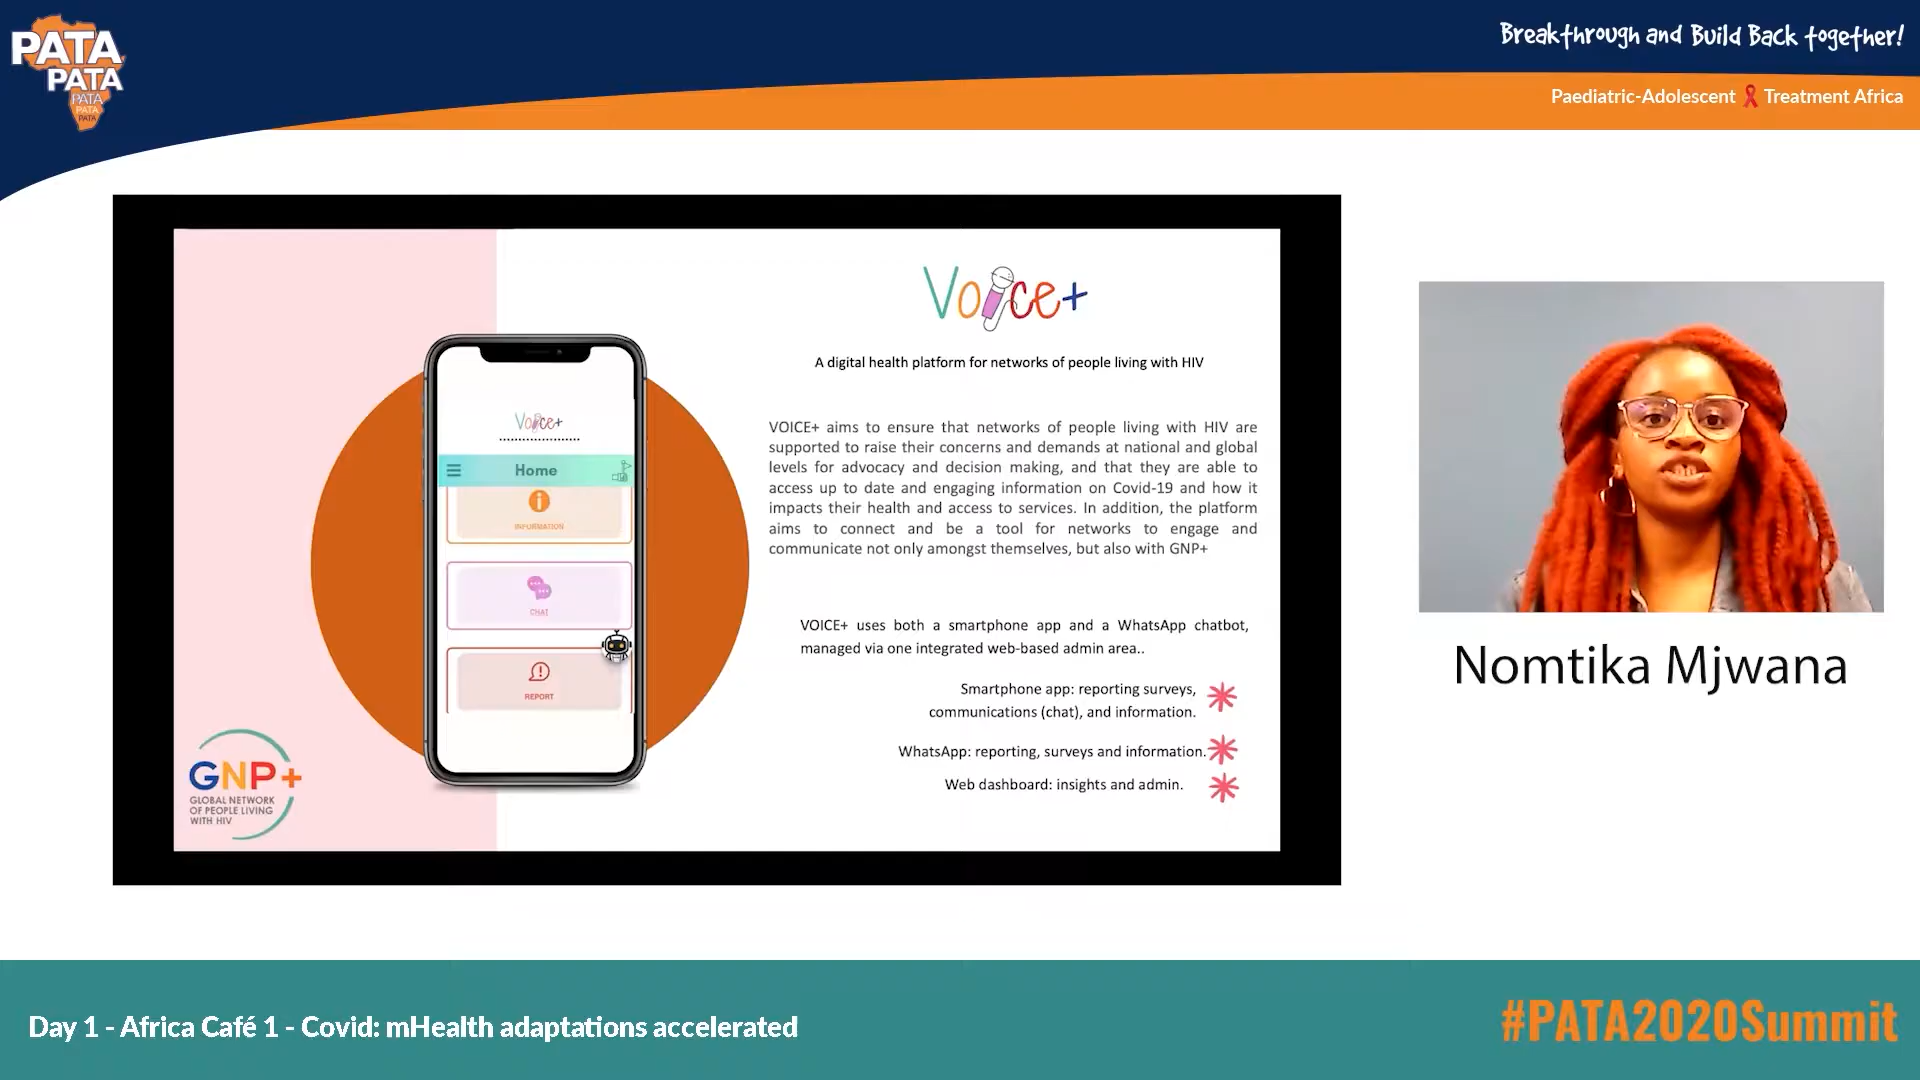 PATA
PATA
PATA
PATA
PATA
Breakthrough and Build Back together!
Paediatric-Adolescent Treatment Africa
Voice+
A digital health platform for networks of people living with HIV
VOICE+ aims to ensure that networks of people living with HIV are
supported to raise their concerns and demands at national and global
levels for advocacy and decision making, and that they are able to
access up to date and engaging information on Covid-19 and how it
impacts their health and access to services. In addition, the platform
aims to connect and be a tool for networks to engage and
communicate not only amongst themselves, but also with GNP+
VOICE+ uses both a smartphone app and a WhatsApp chatbot,
managed via one integrated web-based admin area..
Smartphone app: reporting surveys,
communications (chat), and information.
WhatsApp: reporting, surveys and information.
Web dashboard: insights and admin.
Voice+
Home
INFORMATION
CHAT
REPORT
GNP+
GLOBAL NETWORK
OF PEOPLE LIVING
WITH HIV
Nomtika Mjwana
Day 1 - Africa Café 1 - Covid: mHealth adaptations accelerated
#PATA2020Summit